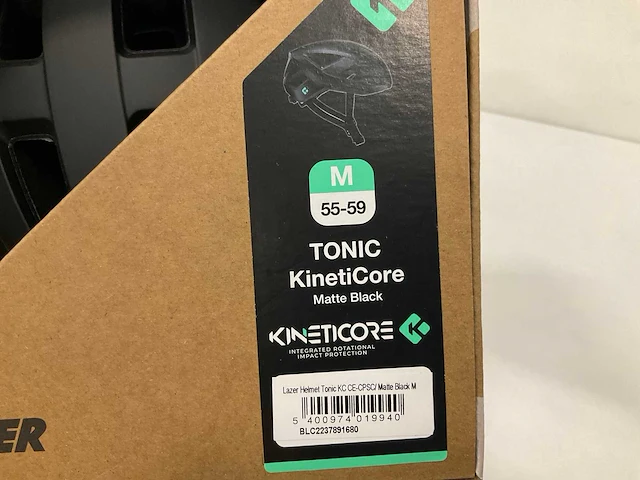 M
55-59
TONIC
KinetiCore
Matte Black
KINETICORE
INTEGRATED ROTATIONAL
IMPACT PROTECTION
Lazer Helmet Tonic KC CE-CPSC/ Matte Black M
5 400974 019940
BLC2237891680
ER